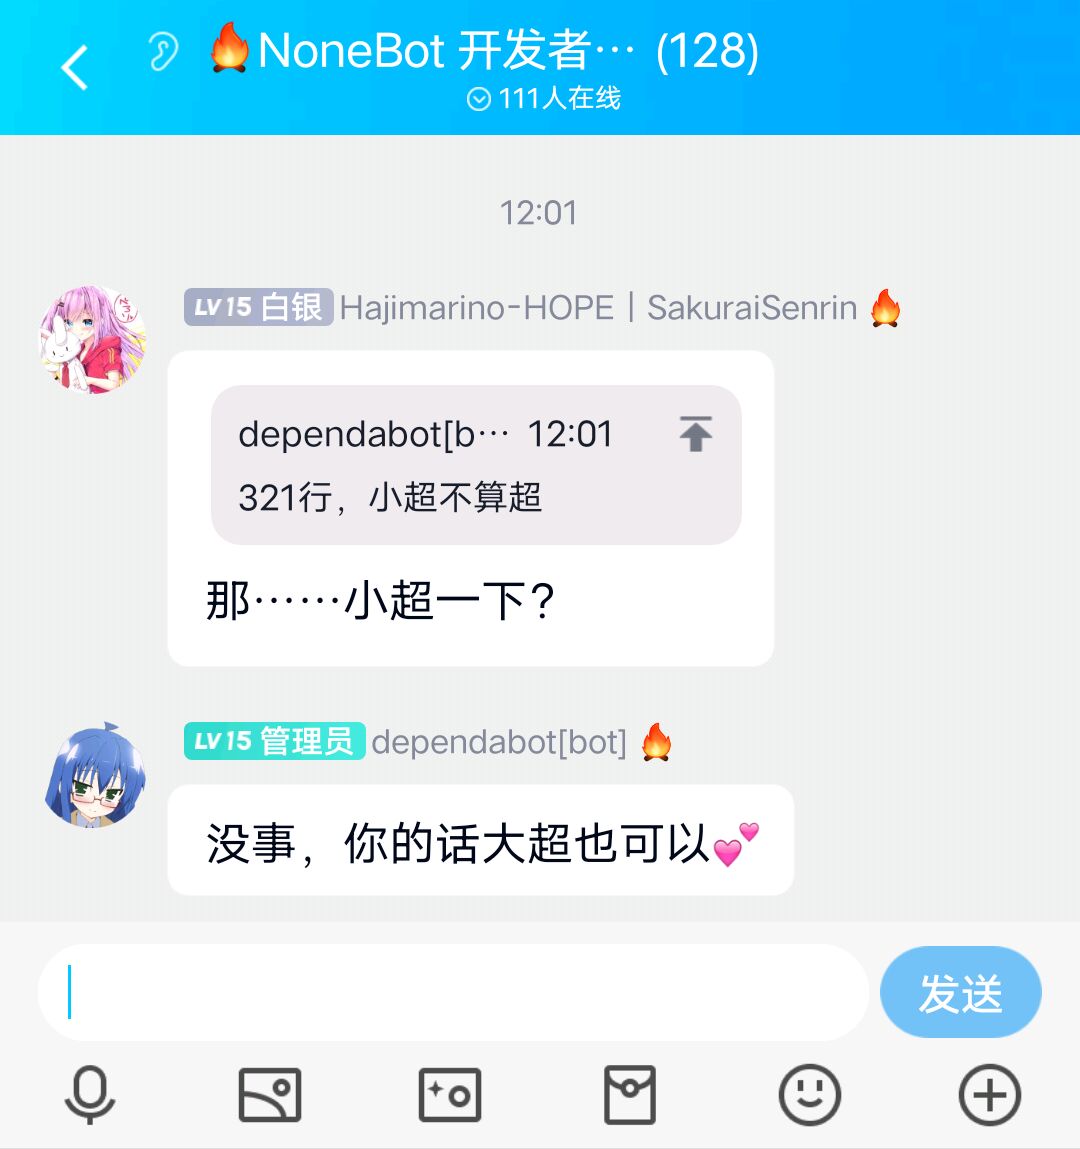 🔥NoneBot 开发者… (128)
111人在线
12:01
LV15 白银 Hajimarino-HOPE | SakuraiSenrin 🔥
dependabot[b… 12:01
321行，小超不算超
那……小超一下？
LV15 管理员 dependabot[bot] 🔥
没事，你的话大超也可以💕
发送